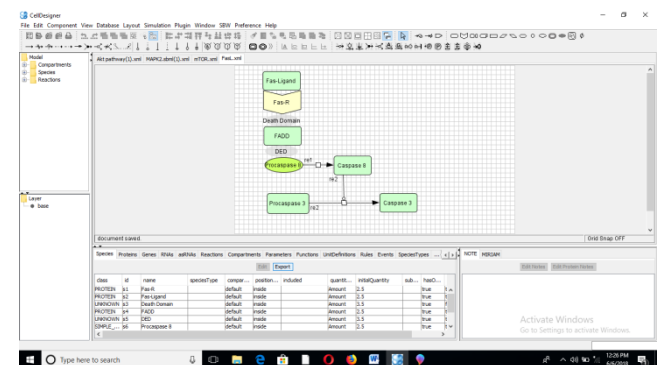 CellDesigner
File Edit Component View Database Layout Simulation Plugin Window SBW Preference Help
Model
Compartments
Species
Reactions
Akt pathway(1).xml MAPK2.sbml(1).xml mTOR.xml FasL.xml
Fas-Ligand
Fas-R
Death Domain
FADD
DED
Procaspase 8
re1
Caspase 8
re2
Procaspase 3
re2
Caspase 3
Layer
base
document saved.
Grid Snap OFF
Species Proteins Genes RNAs asRNAs Reactions Compartments Parameters Functions UnitDefinitions Rules Events SpeciesTypes ...
NOTE MIRIAM
Edit Export
Edit Notes Edit Protein Notes
class id name speciesType compar... position... included quantit... initialQuantity sub... hasO...
PROTEIN s1 Fas-R default inside Amount 2.5 true
PROTEIN s2 Fas-Ligand default inside Amount 2.5 true
UNKNOWN s3 Death Domain default inside Amount 2.5 true
PROTEIN s4 FADD default inside Amount 2.5 true
UNKNOWN s5 DED default inside Amount 2.5 true
SIMPLE_... s6 Procaspase 8 default inside Amount 2.5 true
Activate Windows
Go to Settings to activate Windows.
Type here to search
12:26 PM
6/6/2018